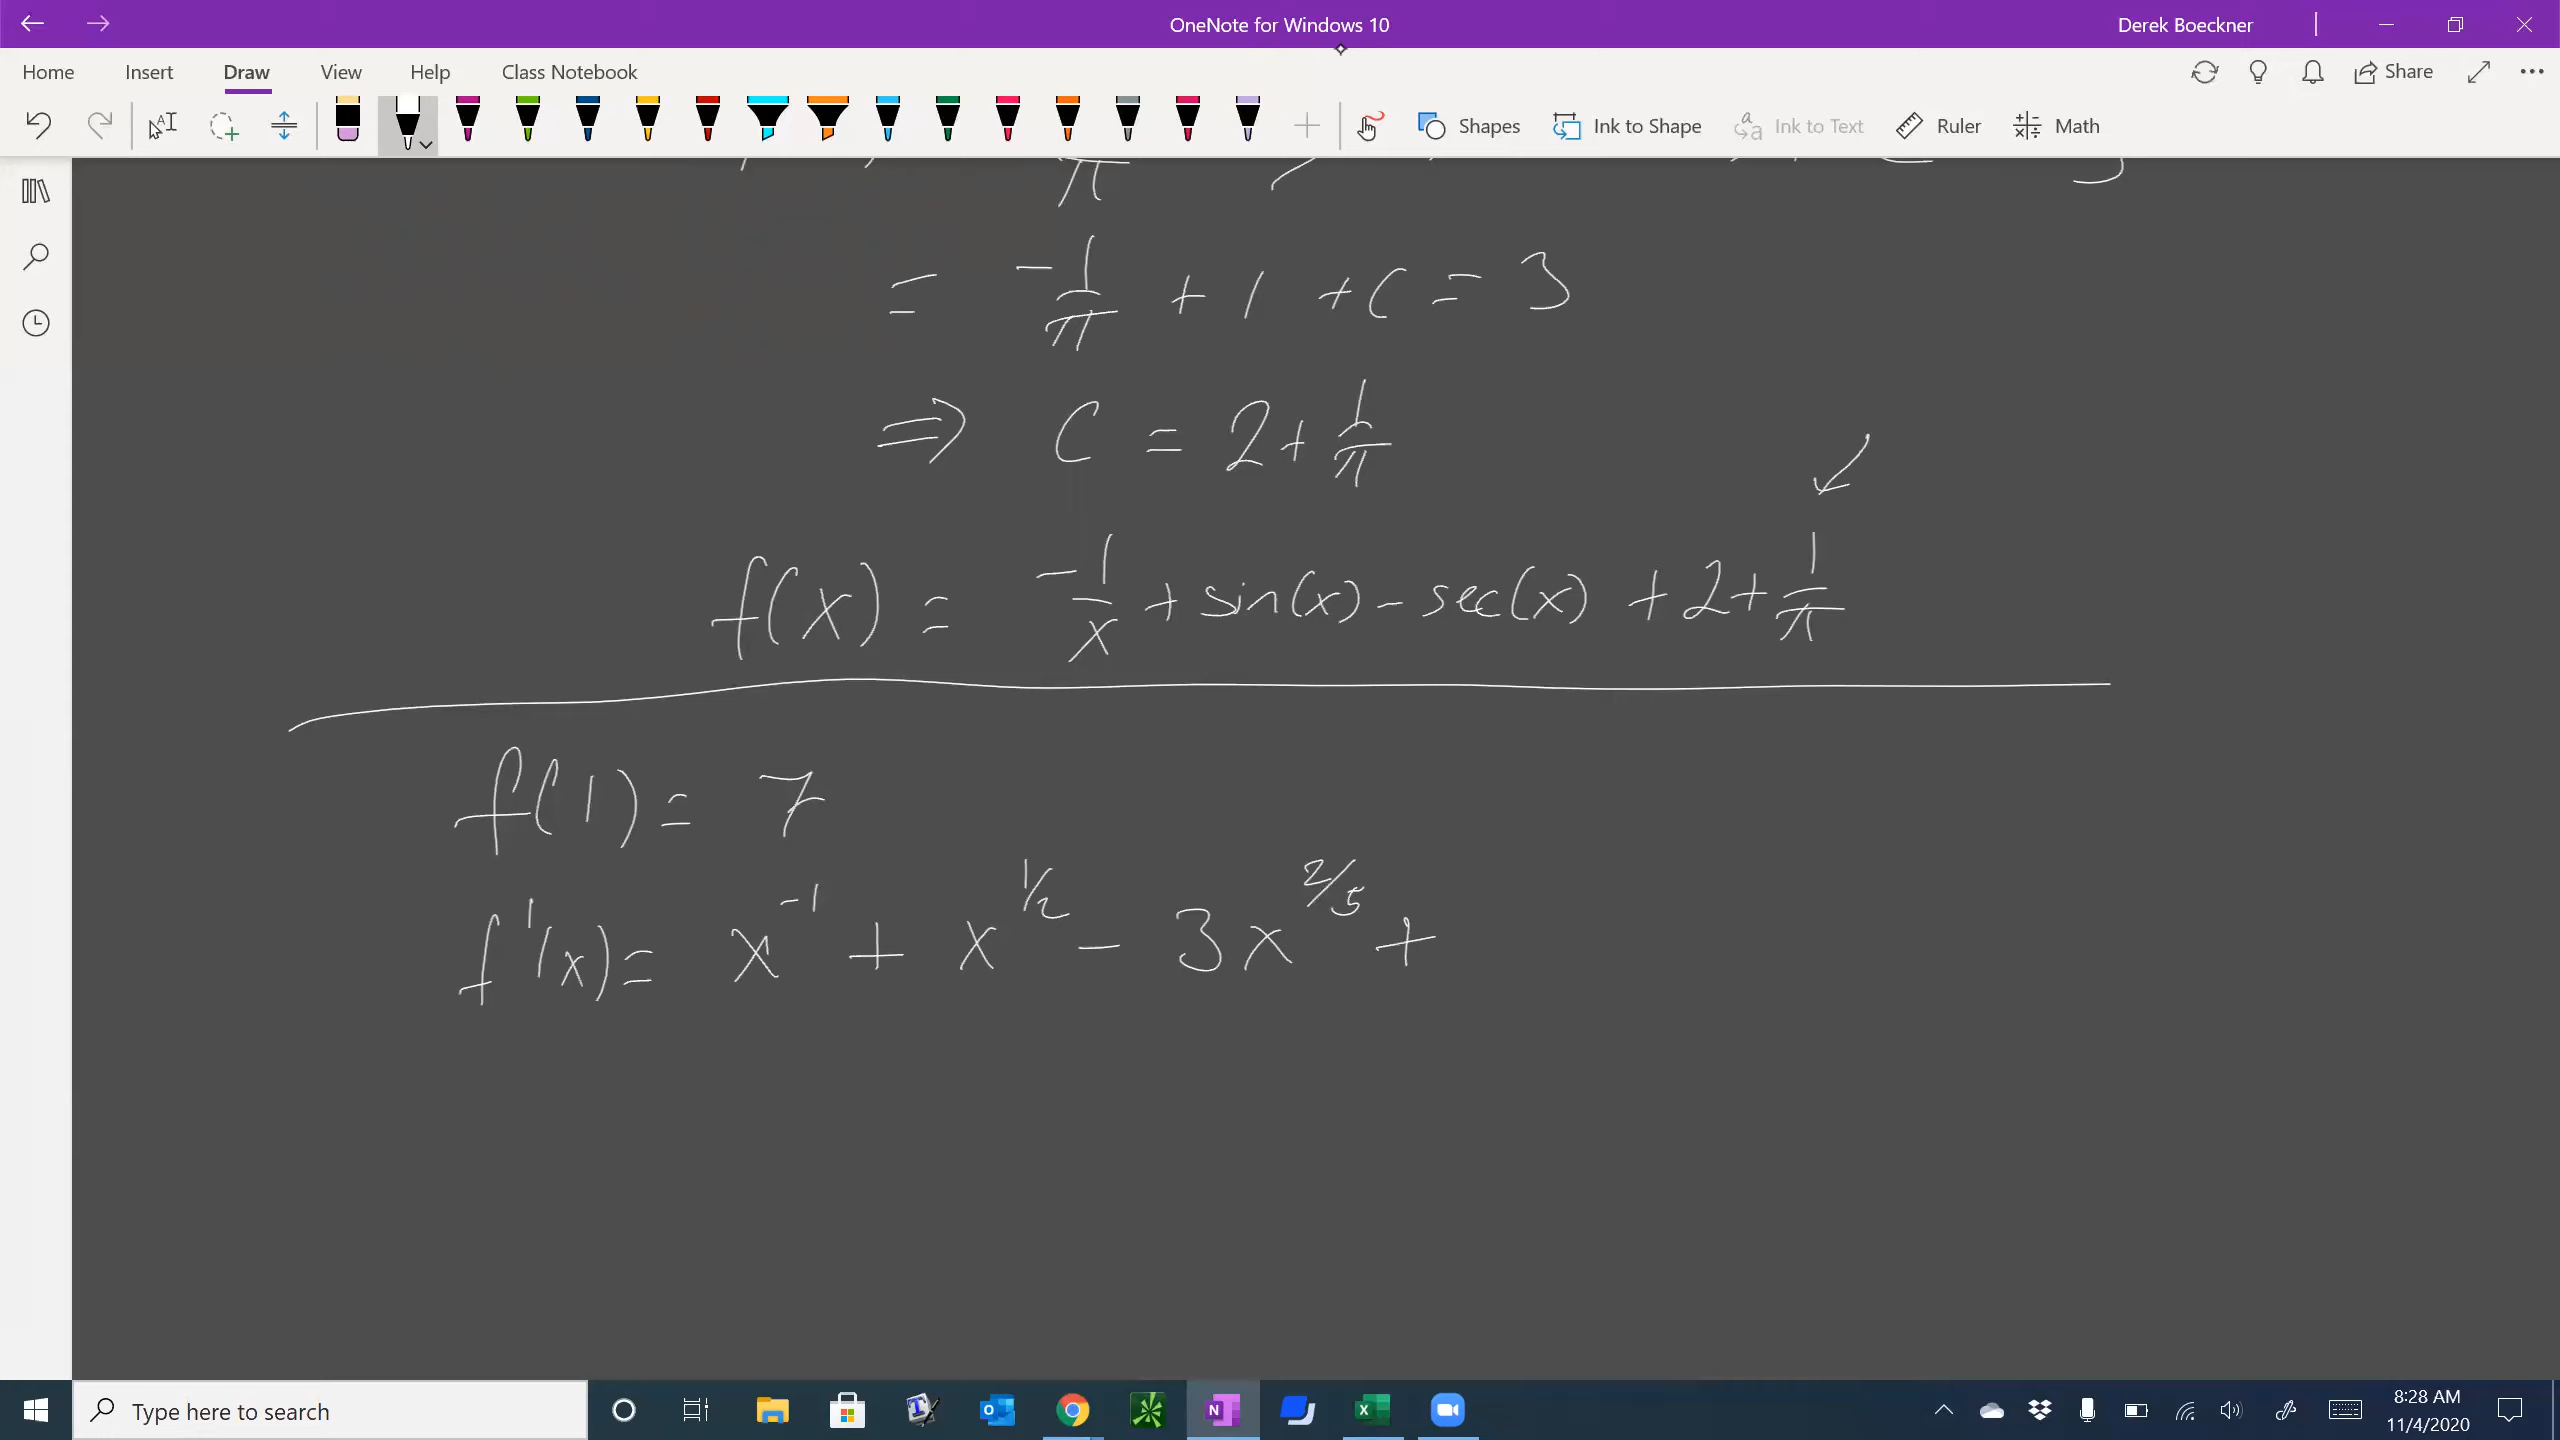 OneNote for Windows 10
Derek Boeckner
Home Insert Draw View Help Class Notebook Share
Shapes Ink to Shape Ink to Text Ruler Math
π
= -1/π + 1 + C = 3
⇒ C = 2 + 1/π
f(x) = -1/x + sin(x) - sec(x) + 2 + 1/π
f(1) = 7
f'(x) = x^-1 + x^1/2 - 3x^2/5 +
Type here to search
8:28 AM
11/4/2020